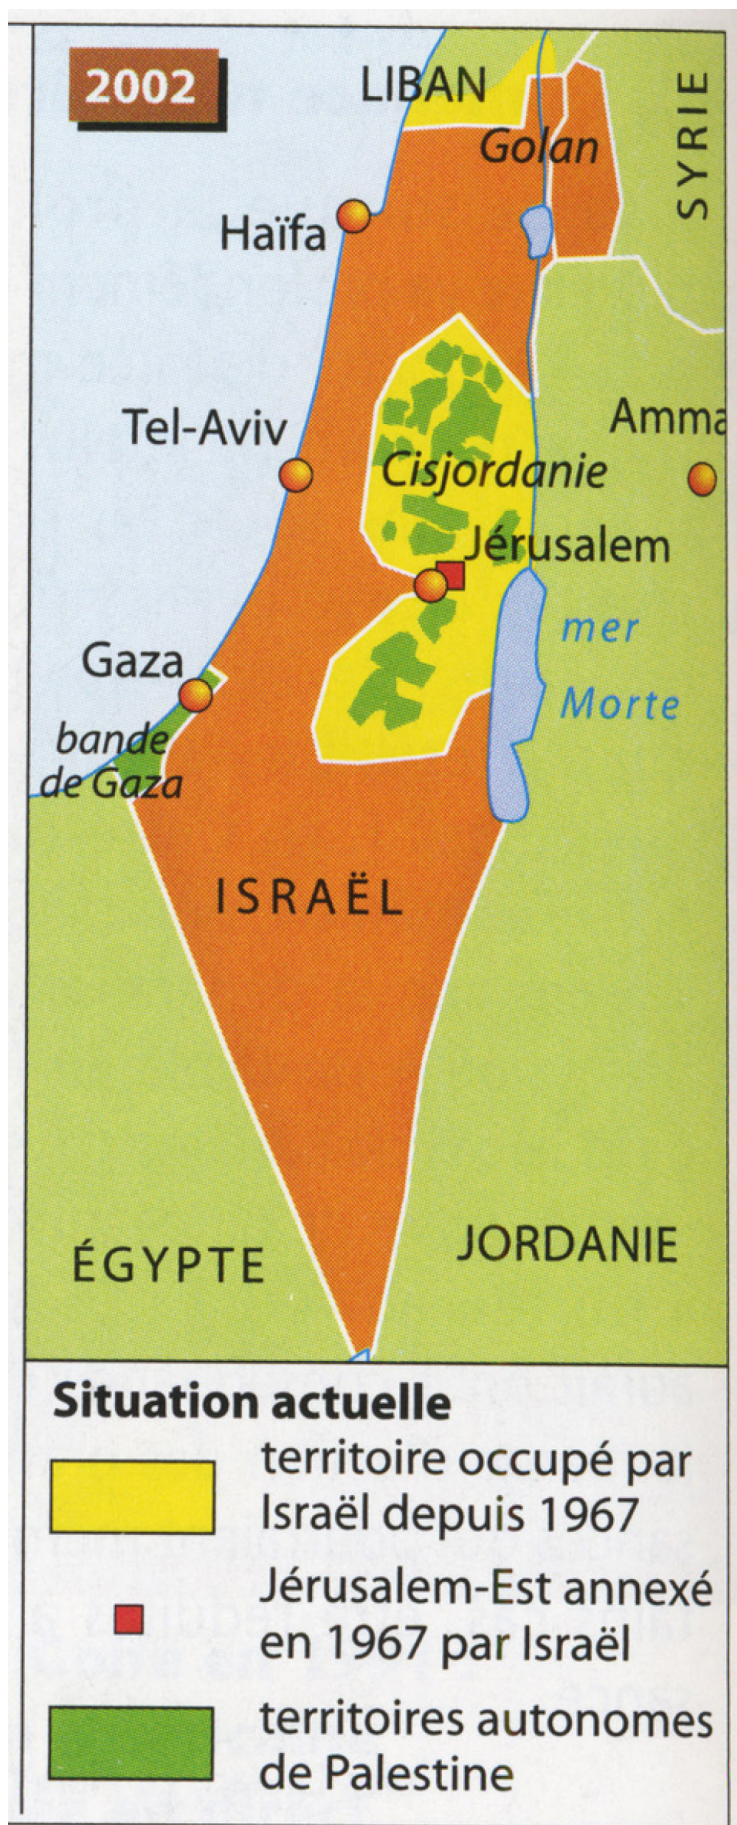 2002
LIBAN
Golan
SYRIE
Haïfa
Tel-Aviv
Amma
Cisjordanie
Jérusalem
Gaza
mer
Morte
bande
de Gaza
ISRAËL
ÉGYPTE
JORDANIE
Situation actuelle
territoire occupé par
Israël depuis 1967
Jérusalem-Est annexé
en 1967 par Israël
territoires autonomes
de Palestine